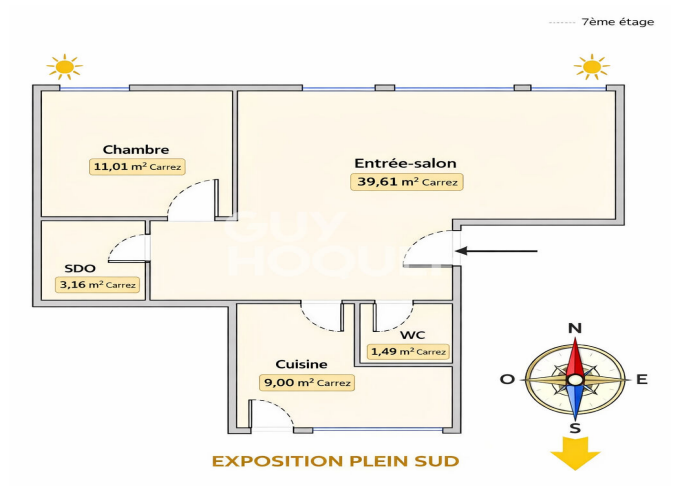 7ème étage
Chambre
11,01 m² Carrez
Entrée-salon
39,61 m² Carrez
GUY
HOQUET
SDO
3,16 m² Carrez
WC
1,49 m² Carrez
Cuisine
9,00 m² Carrez
N
O
E
S
EXPOSITION PLEIN SUD